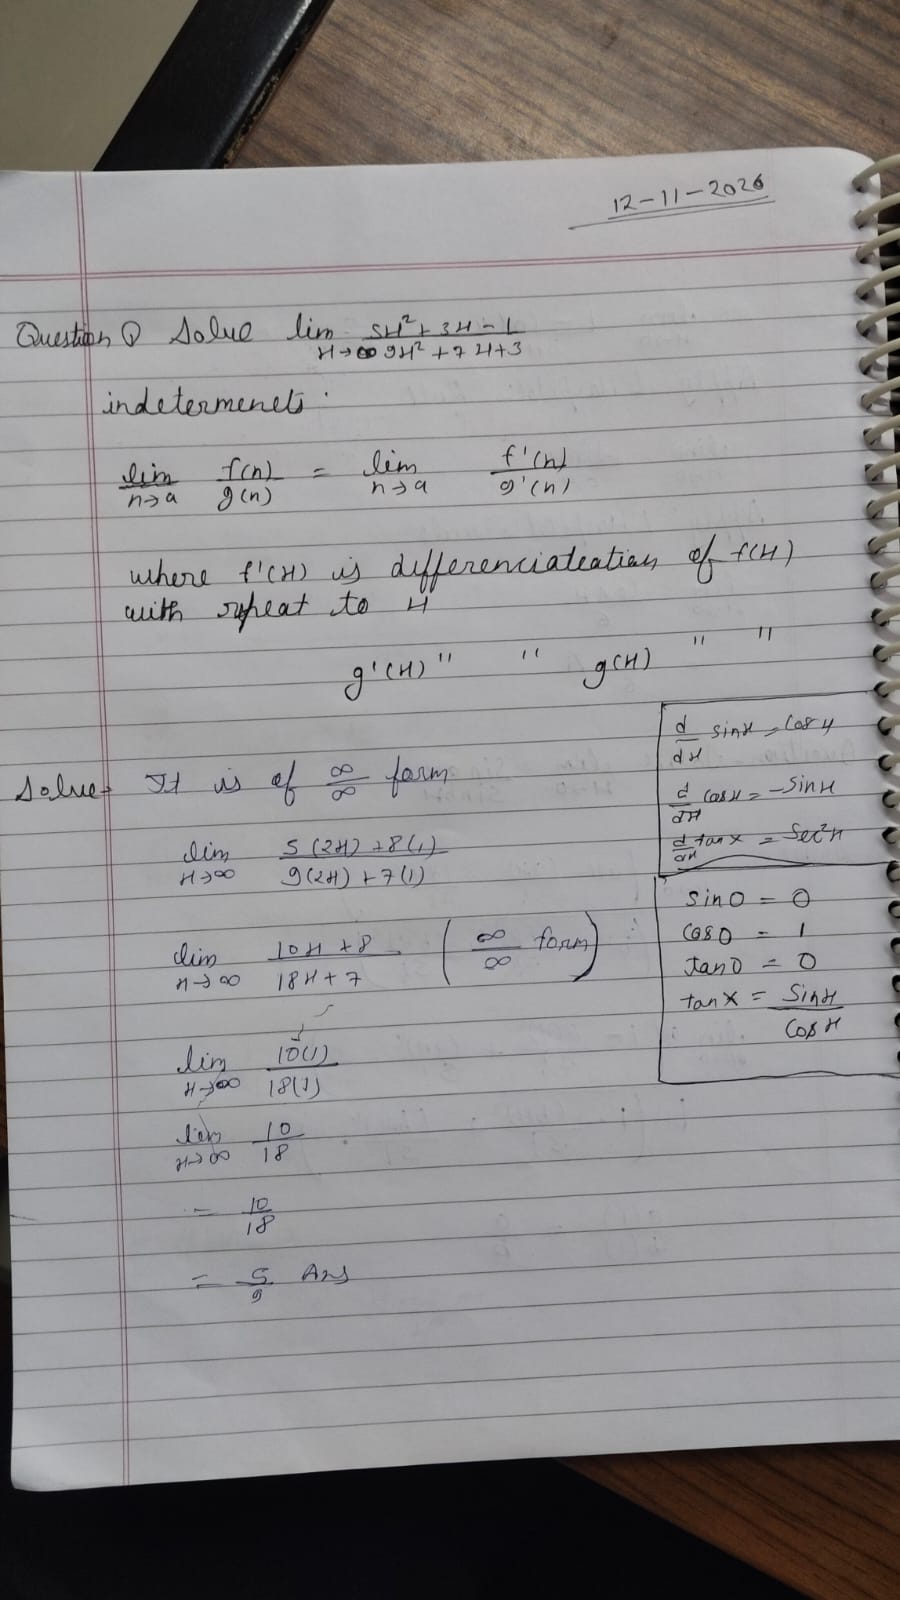 12-11-2026
Question ① Solve lim x→∞ 5x²+3x-1 / 9x²+7x+3
indetermenets.
lim n→a f(n)/g(n) = lim n→a f'(n)/g'(n)
where f'(x) is differencialeation of f(x)
with repeat to x
g'(x) " " g(x) " "
d/dx sinx = cosx
d/dx cosx = -sinx
d/dx tanx = sec²x
Solve→ It is of ∞/∞ form
lim x→∞ 5(2x)+8(1) / 9(2x)+7(1)
lim x→∞ 10x+8 / 18x+7 (∞/∞ form)
sin0 = 0
cos0 = 1
tan0 = 0
tanx = sinx/cosx
lim x→∞ 10(1)/18(1)
lim x→∞ 10/18
= 10/18
= 5/9 Ans